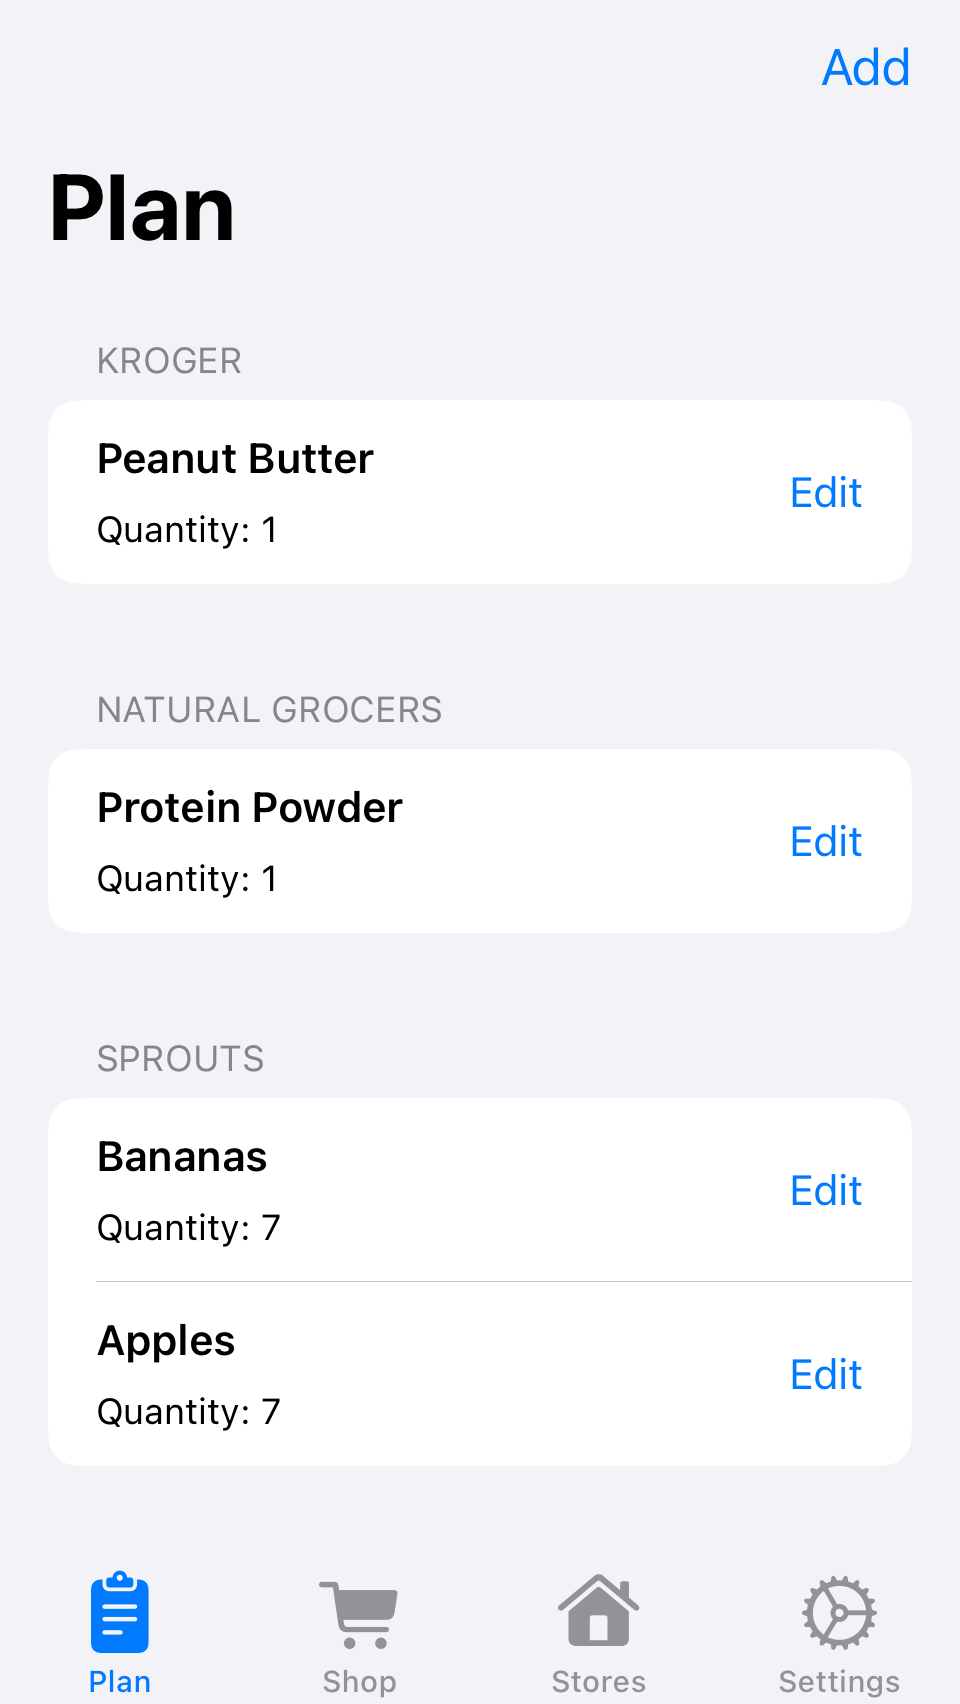 Add
Plan
KROGER
Peanut Butter
Quantity: 1
Edit
NATURAL GROCERS
Protein Powder
Quantity: 1
Edit
SPROUTS
Bananas
Quantity: 7
Edit
Apples
Quantity: 7
Edit
Plan
Shop
Stores
Settings